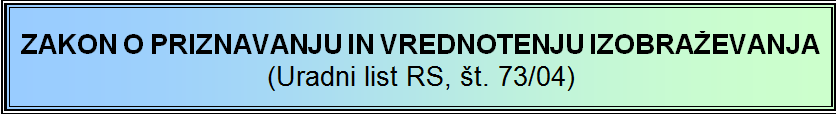 ZAKON O PRIZNAVANJU IN VREDNOTENJU IZOBRAŽEVANJA
(Uradni list RS, št. 73/04)